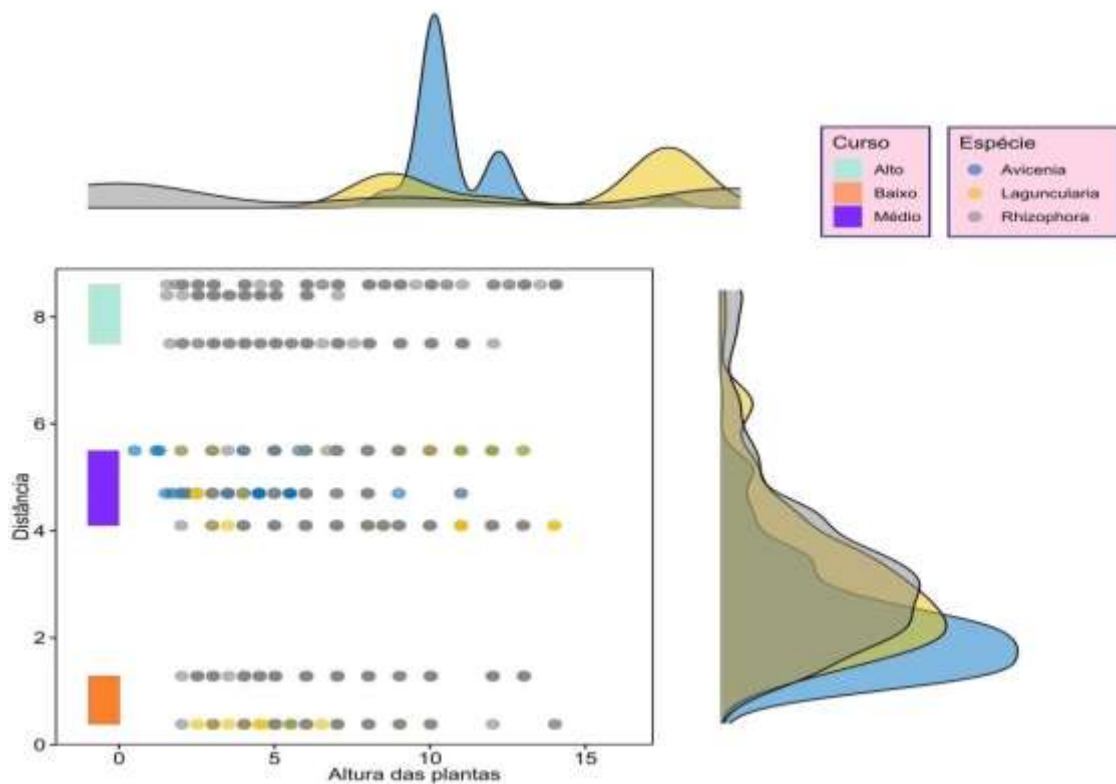 Curso
Alto
Baixo
Médio
Espécie
Avicenia
Laguncularia
Rhizophora
Distância
8
6
4
2
0
0
5
10
15
Altura das plantas